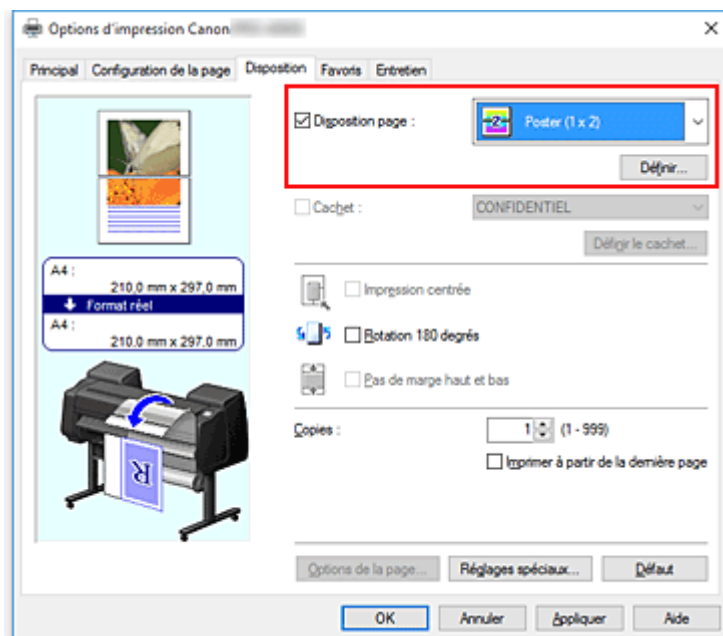 Options d'impression Canon
Principal Configuration de la page Disposition Favoris Entretien
Disposition page : Poster (1 x 2)
Définir...
Cachet : CONFIDENTIEL
Définir le cachet...
A4 :
210,0 mm x 297,0 mm
Format réel
A4 :
210,0 mm x 297,0 mm
Impression centrée
Rotation 180 degrés
Pas de marge haut et bas
Copies : 1 (1 - 999)
Imprimer à partir de la dernière page
Options de la page... Réglages spéciaux... Défaut
OK Annuler Appliquer Aide